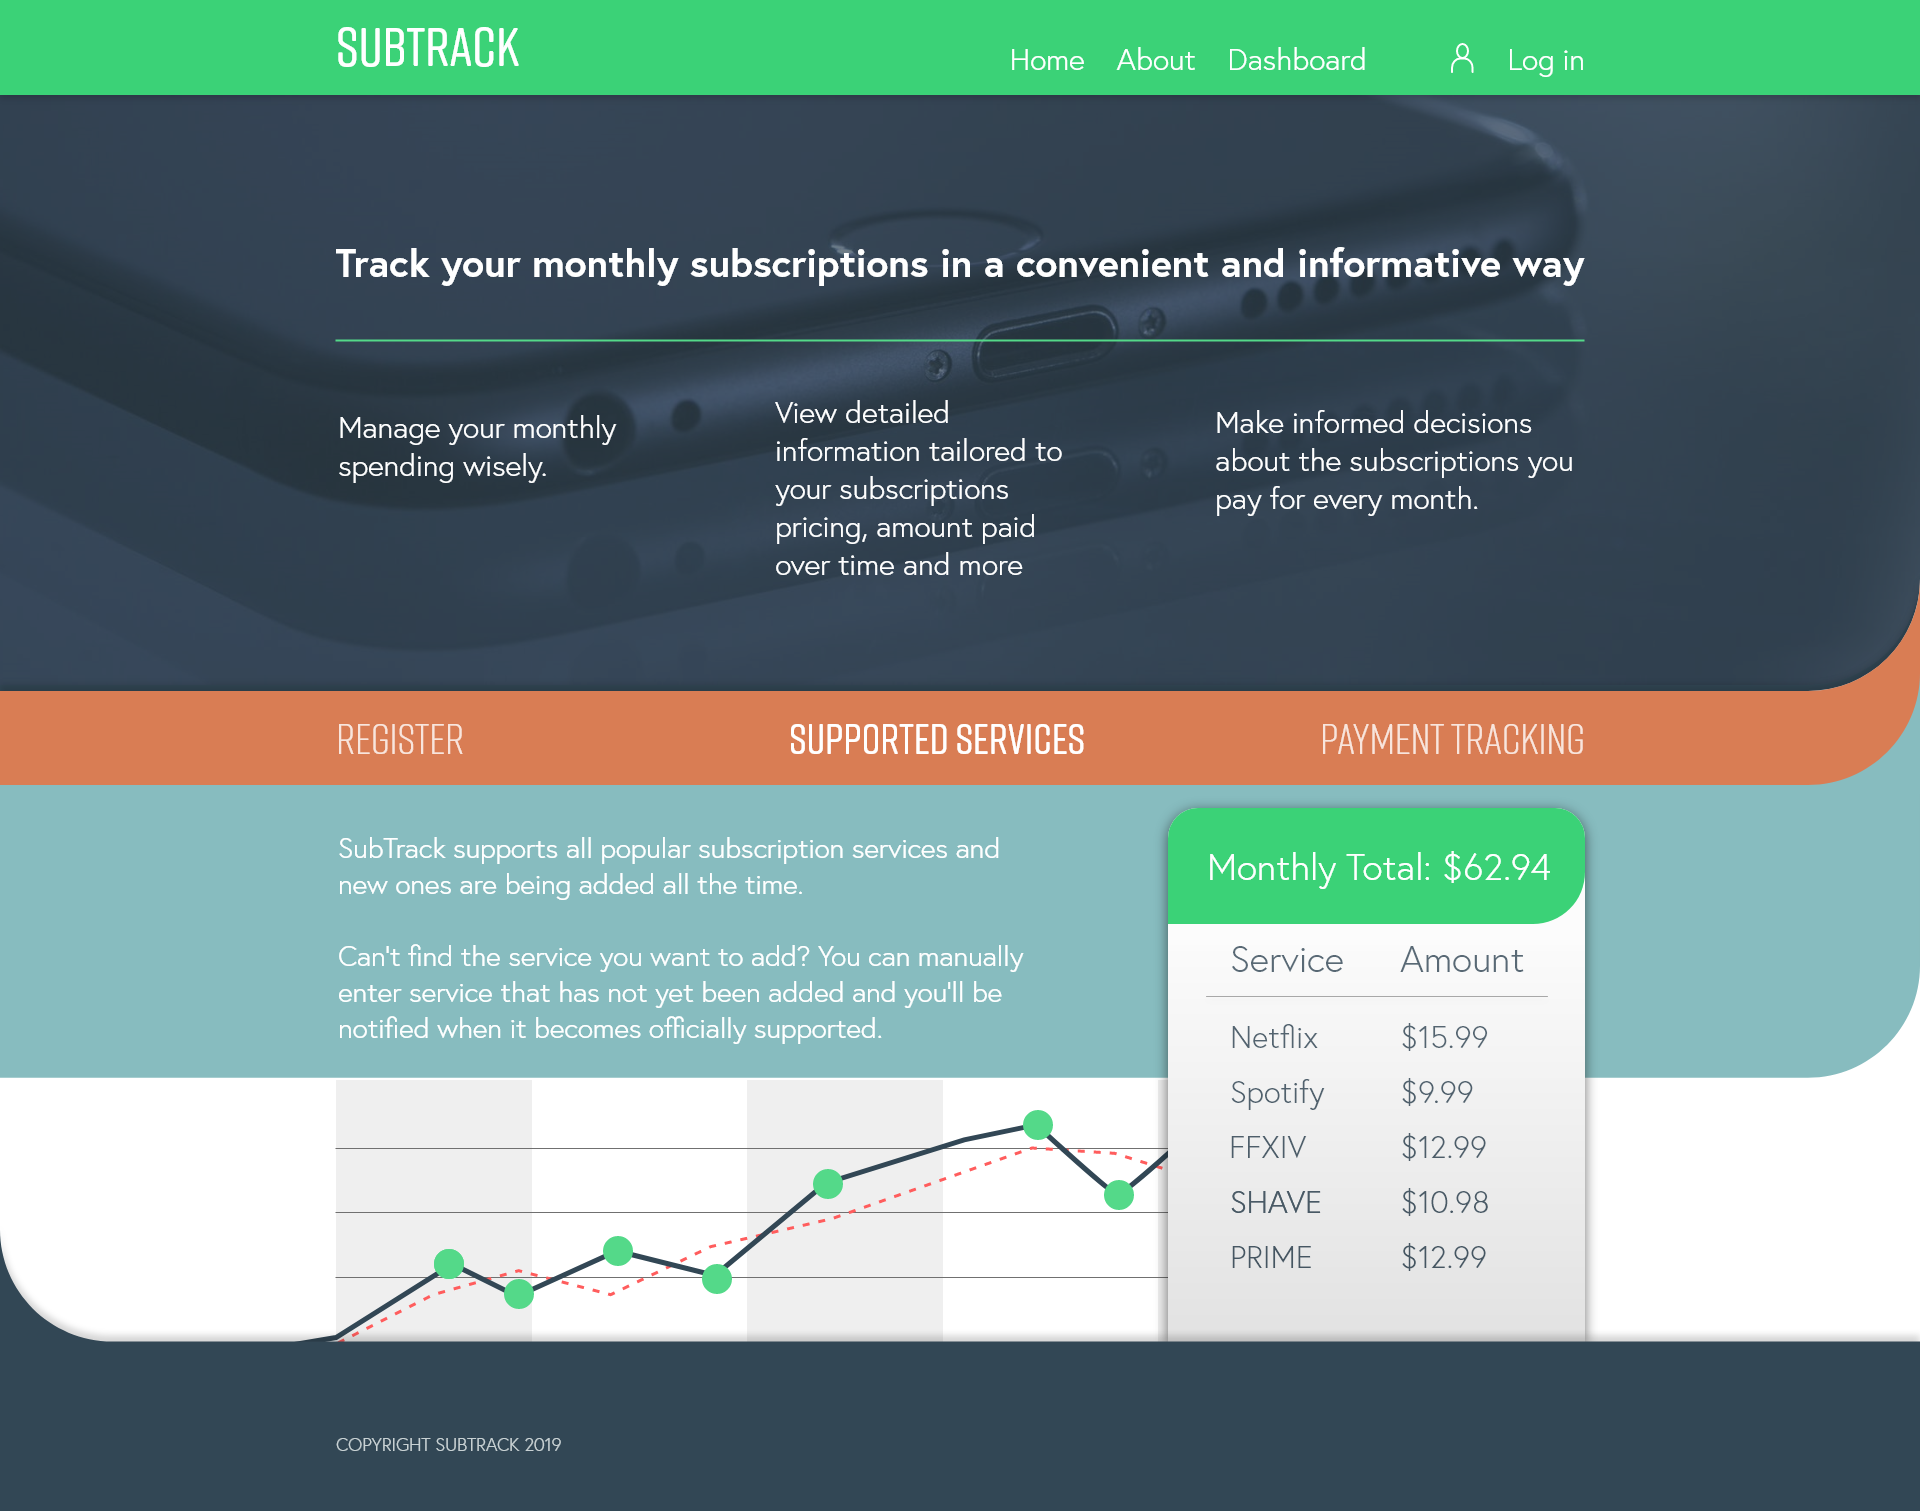 SUBTRACK
Home About Dashboard Log in
Track your monthly subscriptions in a convenient and informative way
Manage your monthly
spending wisely.
View detailed
information tailored to
your subscriptions
pricing, amount paid
over time and more
Make informed decisions
about the subscriptions you
pay for every month.
REGISTER
SUPPORTED SERVICES
PAYMENT TRACKING
SubTrack supports all popular subscription services and
new ones are being added all the time.
Can't find the service you want to add? You can manually
enter service that has not yet been added and you'll be
notified when it becomes officially supported.
Monthly Total: $62.94
Service Amount
Netflix $15.99
Spotify $9.99
FFXIV $12.99
SHAVE $10.98
PRIME $12.99
COPYRIGHT SUBTRACK 2019